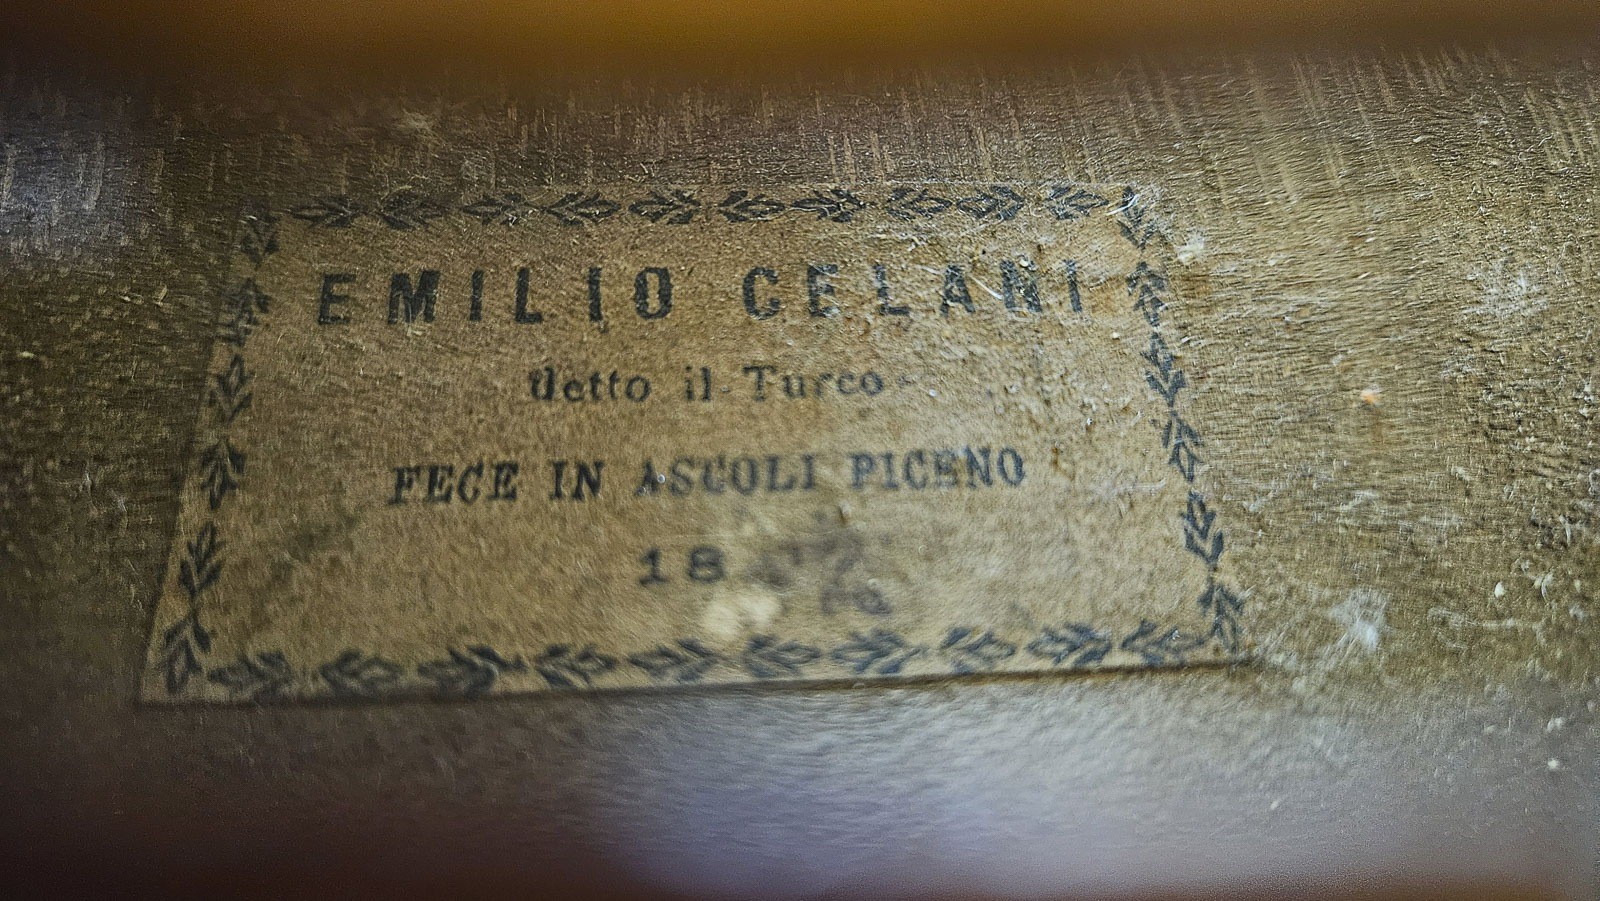 EMILIO CELANI
detto il Turco
FECE IN ASCOLI PICENO
18